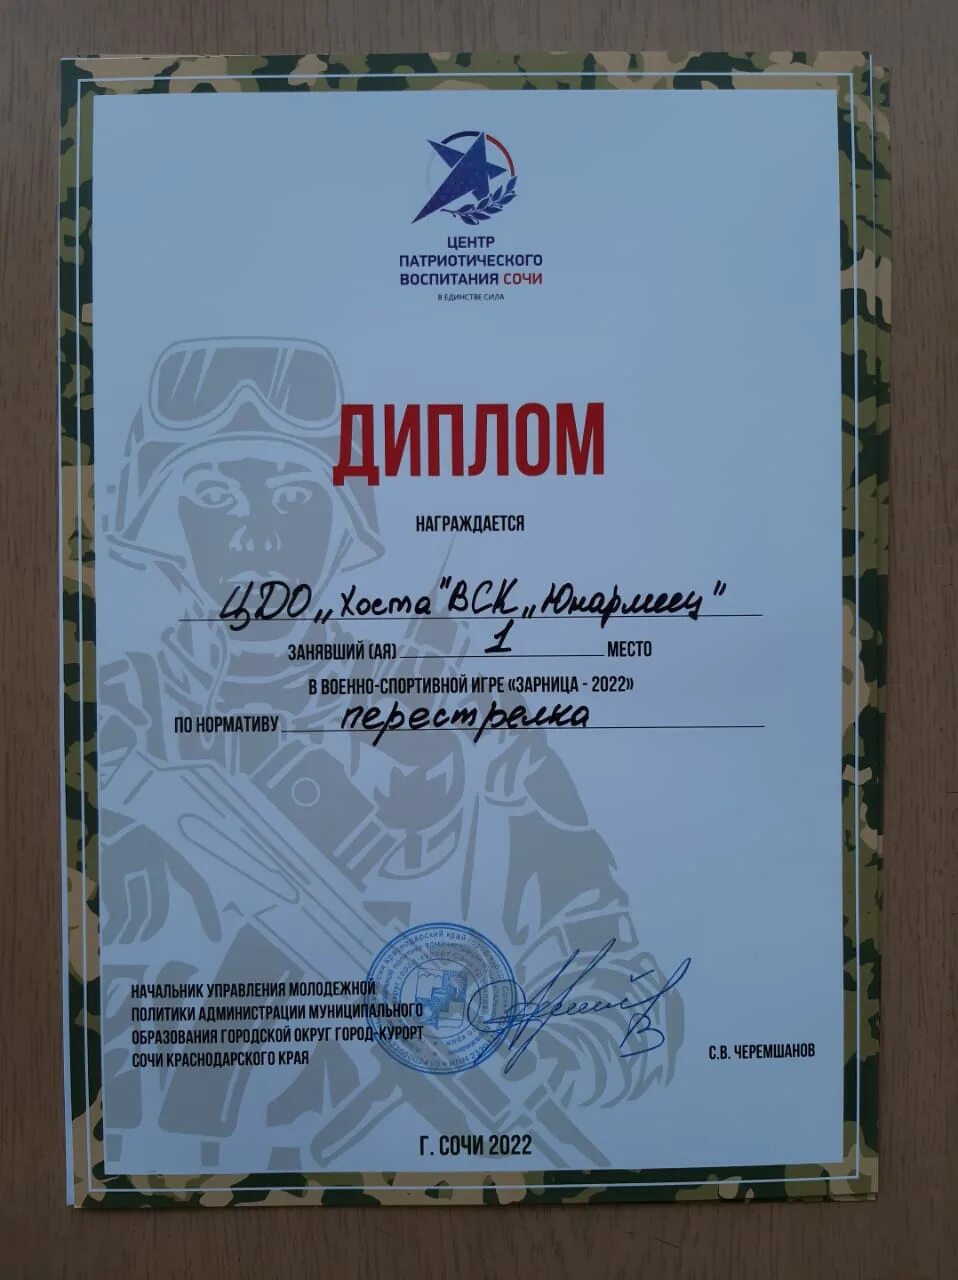 ЦЕНТР
ПАТРИОТИЧЕСКОГО
ВОСПИТАНИЯ СОЧИ
В ЕДИНСТВЕ СИЛА
ДИПЛОМ
НАГРАЖДАЕТСЯ
ЦДО „Хоста" ВСК „Юнармеец"
ЗАНЯВШИЙ (АЯ) 1 МЕСТО
В ВОЕННО-СПОРТИВНОЙ ИГРЕ «ЗАРНИЦА - 2022»
ПО НОРМАТИВУ перестрелка
НАЧАЛЬНИК УПРАВЛЕНИЯ МОЛОДЕЖНОЙ
ПОЛИТИКИ АДМИНИСТРАЦИИ МУНИЦИПАЛЬНОГО
ОБРАЗОВАНИЯ ГОРОДСКОЙ ОКРУГ ГОРОД-КУРОРТ
СОЧИ КРАСНОДАРСКОГО КРАЯ
С.В. ЧЕРЕМШАНОВ
Г. СОЧИ 2022